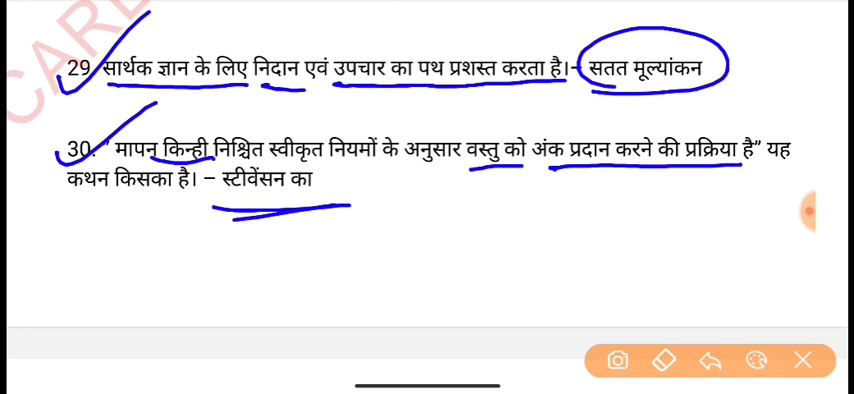 CARE
29. सार्थक ज्ञान के लिए निदान एवं उपचार का पथ प्रशस्त करता है।- सतत मूल्यांकन
30. " मापन किन्ही निश्चित स्वीकृत नियमों के अनुसार वस्तु को अंक प्रदान करने की प्रक्रिया है” यह
कथन किसका है। – स्टीवेंसन का